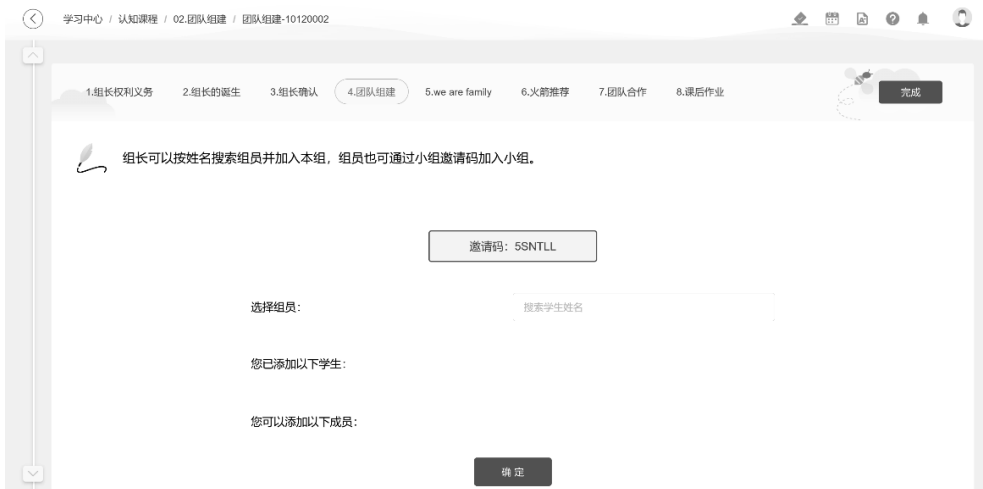 学习中心 / 认知课程 / 02.团队组建 / 团队组建-10120002
1.组长权利义务 2.组长的诞生 3.组长确认 4.团队组建 5.we are family 6.火箭推荐 7.团队合作 8.课后作业 完成
组长可以按姓名搜索组员并加入本组，组员也可通过小组邀请码加入小组。
邀请码：5SNTLL
选择组员： 搜索学生姓名
您已添加以下学生：
您可以添加以下成员：
确 定